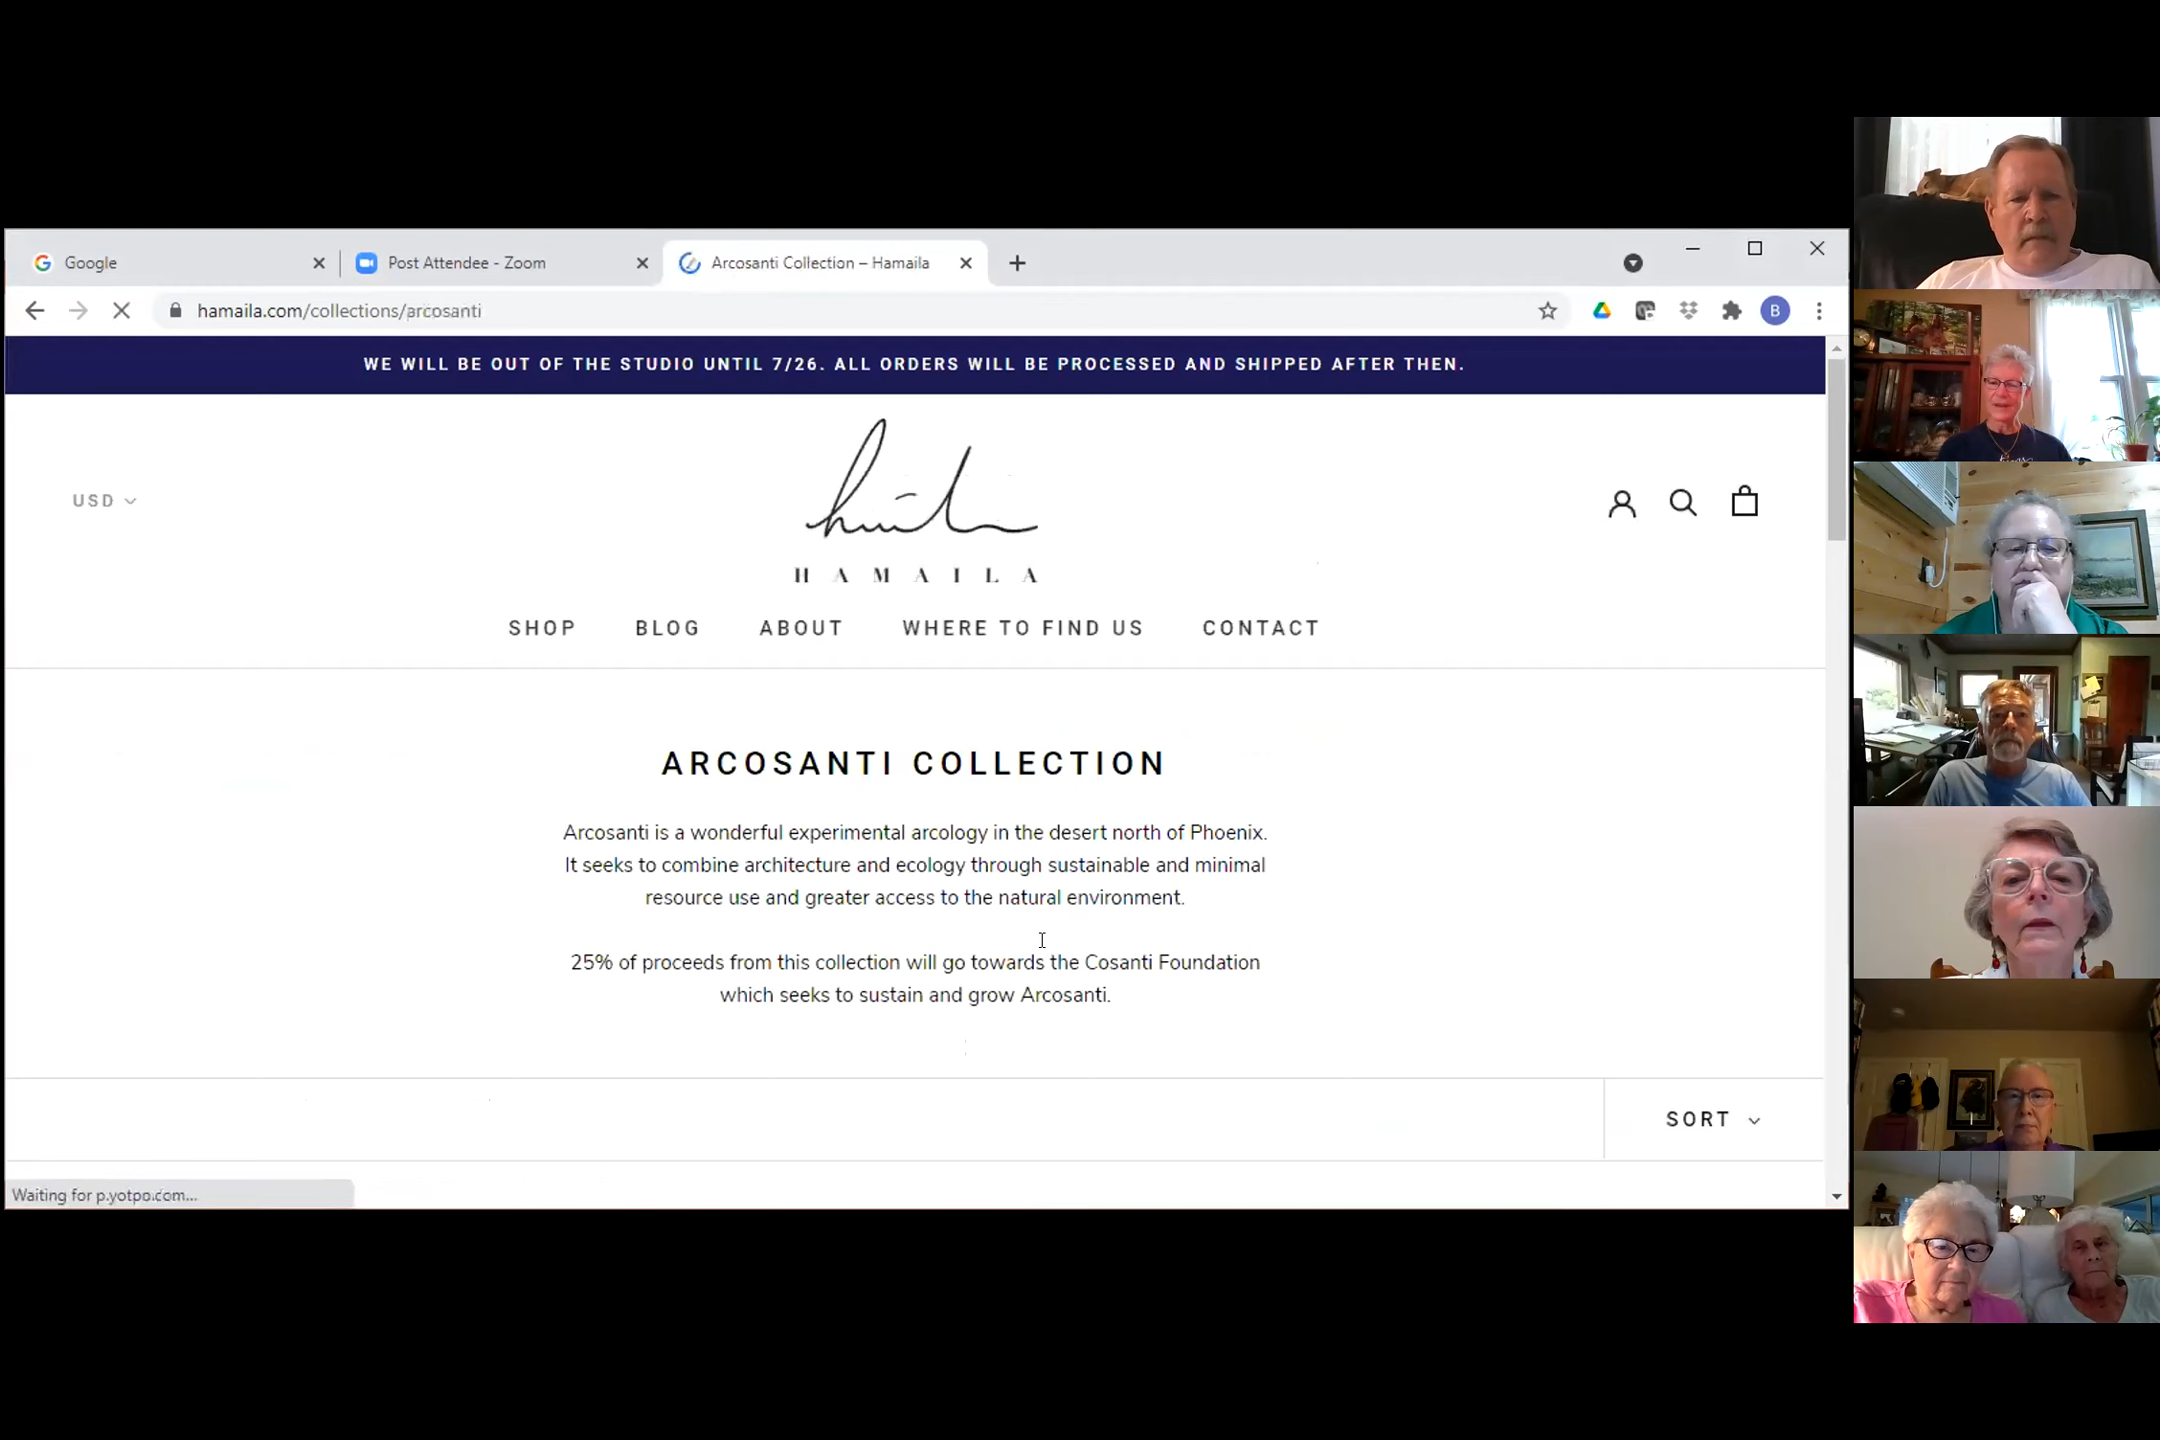 Google
Post Attendee - Zoom
Arcosanti Collection – Hamaila
hamaila.com/collections/arcosanti
B
WE WILL BE OUT OF THE STUDIO UNTIL 7/26. ALL ORDERS WILL BE PROCESSED AND SHIPPED AFTER THEN.
USD
HAMAILA
SHOP BLOG ABOUT WHERE TO FIND US CONTACT
ARCOSANTI COLLECTION
Arcosanti is a wonderful experimental arcology in the desert north of Phoenix.
It seeks to combine architecture and ecology through sustainable and minimal
resource use and greater access to the natural environment.
25% of proceeds from this collection will go towards the Cosanti Foundation
which seeks to sustain and grow Arcosanti.
SORT
Waiting for p.yotpo.com...